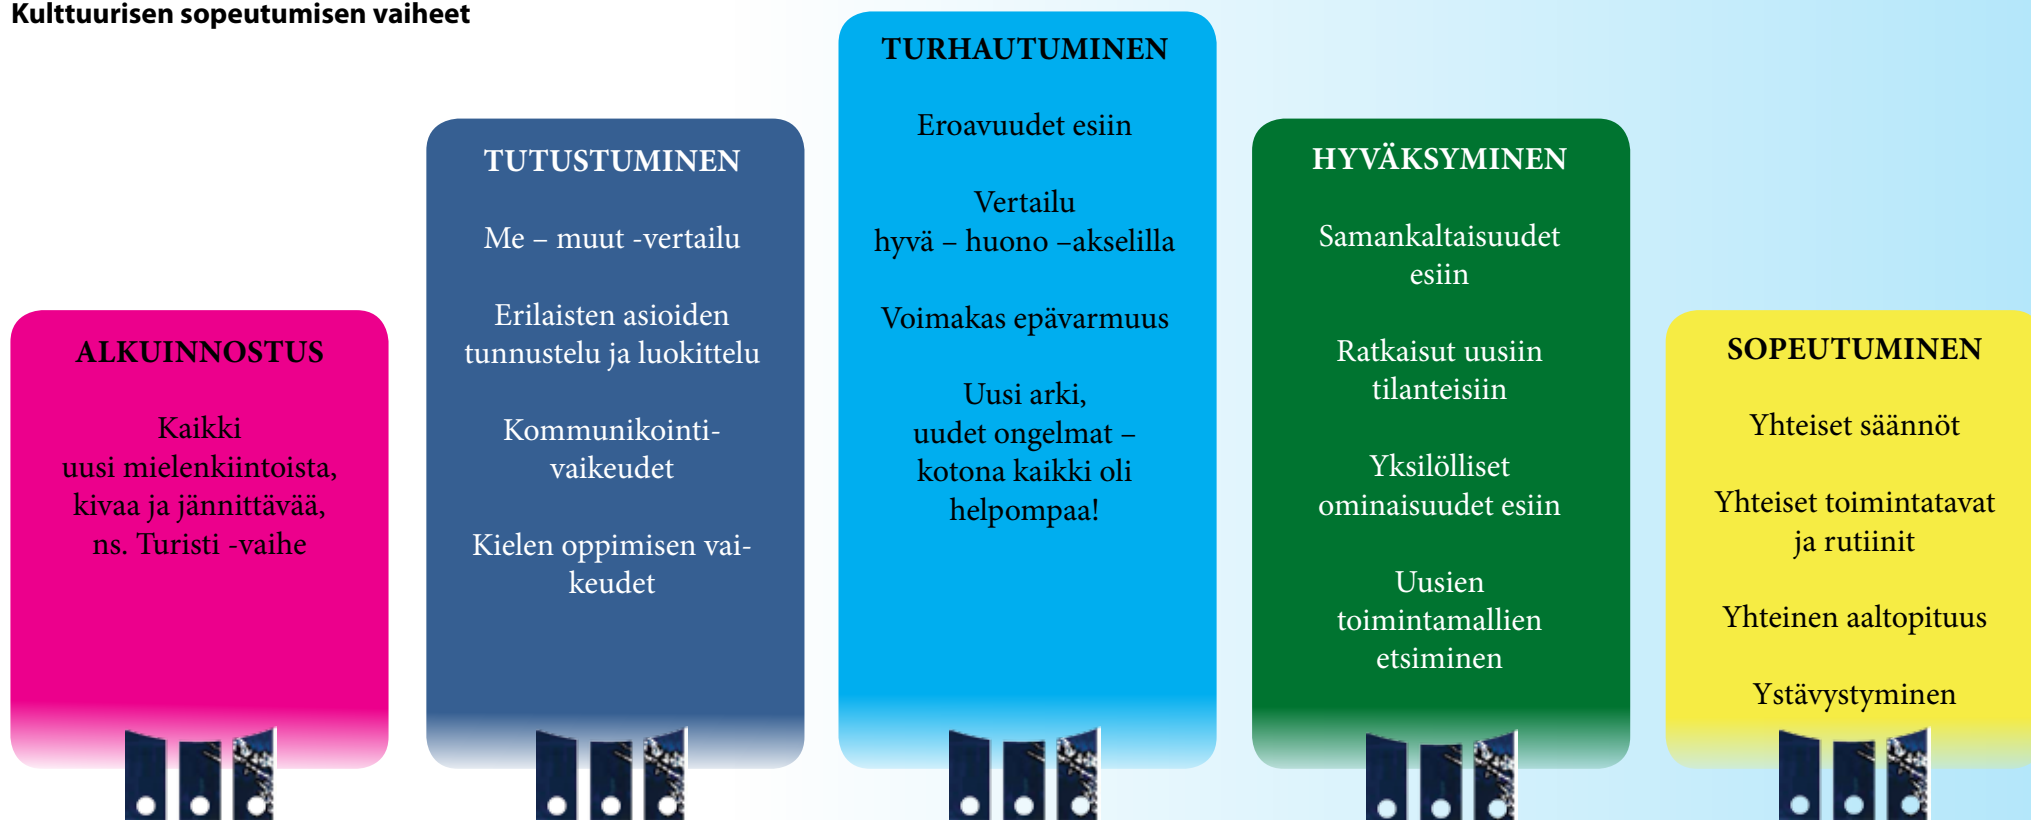 Kulttuurisen sopeutumisen vaiheet
ALKUINNOSTUS
Kaikki
uusi mielenkiintoista,
kivaa ja jännittävää,
ns. Turisti -vaihe
TUTUSTUMINEN
Me – muut -vertailu
Erilaisten asioiden
tunnustelu ja luokittelu
Kommunikointi-
vaikeudet
Kielen oppimisen vai-
keudet
TURHAUTUMINEN
Eroavuudet esiin
Vertailu
hyvä – huono –akselilla
Voimakas epävarmuus
Uusi arki,
uudet ongelmat –
kotona kaikki oli
helpompaa!
HYVÄKSYMINEN
Samankaltaisuudet
esiin
Ratkaisut uusiin
tilanteisiin
Yksilölliset
ominaisuudet esiin
Uusien
toimintamallien
etsiminen
SOPEUTUMINEN
Yhteiset säännöt
Yhteiset toimintatavat
ja rutiinit
Yhteinen aaltopituus
Ystävystyminen